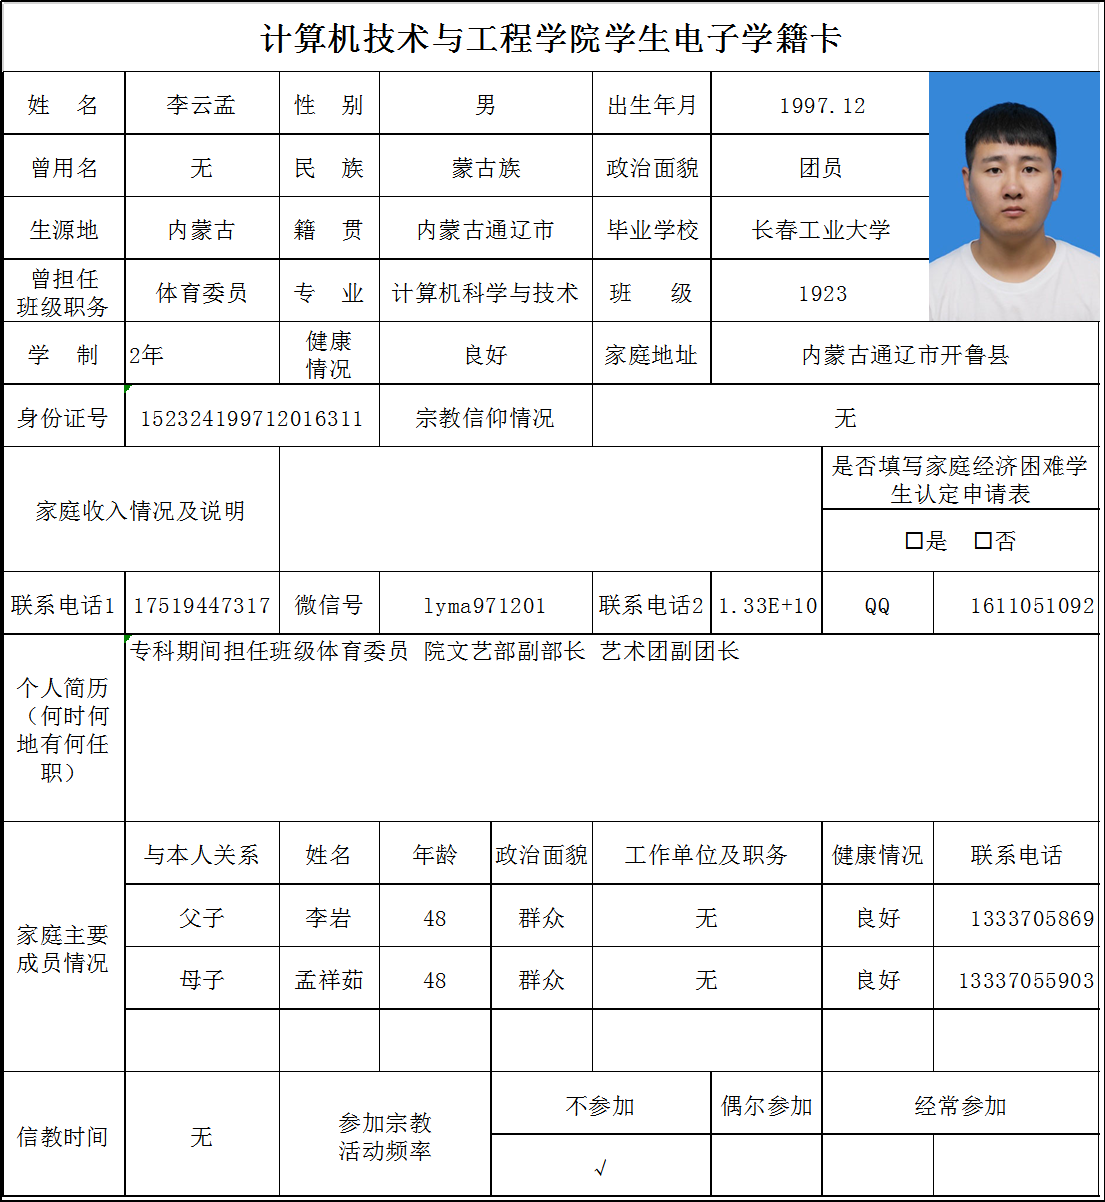 计算机技术与工程学院学生电子学籍卡
姓 名 李云孟 性 别 男 出生年月 1997.12
曾用名 无 民 族 蒙古族 政治面貌 团员
生源地 内蒙古 籍 贯 内蒙古通辽市 毕业学校 长春工业大学
曾担任
班级职务 体育委员 专 业 计算机科学与技术 班 级 1923
学 制 2年 健康
情况 良好 家庭地址 内蒙古通辽市开鲁县
身份证号 152324199712016311 宗教信仰情况 无
家庭收入情况及说明
是否填写家庭经济困难学
生认定申请表
□是 □否
联系电话1 17519447317 微信号 lyma971201 联系电话2 1.33E+10 QQ 1611051092
个人简历
（何时何
地有何任
职）
专科期间担任班级体育委员 院文艺部副部长 艺术团副团长
家庭主要
成员情况
与本人关系 姓名 年龄 政治面貌 工作单位及职务 健康情况 联系电话
父子 李岩 48 群众 无 良好 1333705869
母子 孟祥茹 48 群众 无 良好 13337055903
信教时间 无 参加宗教
活动频率
不参加 偶尔参加 经常参加
√